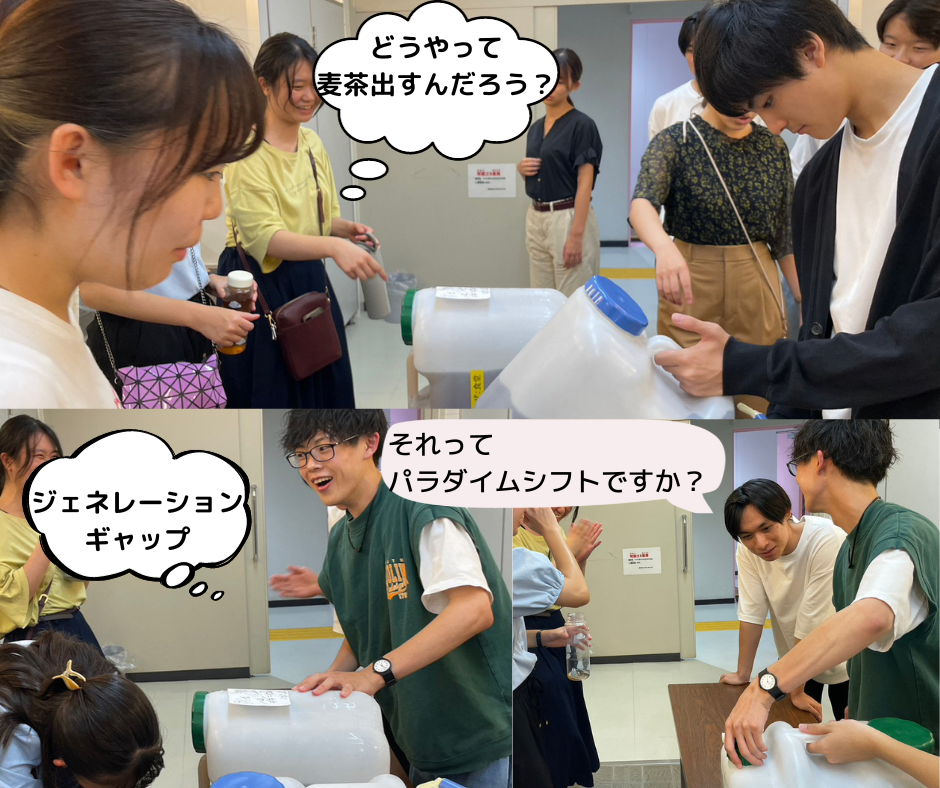 どうやって
麦茶出すんだろう？
ジェネレーション
ギャップ
それって
パラダイムシフトですか？